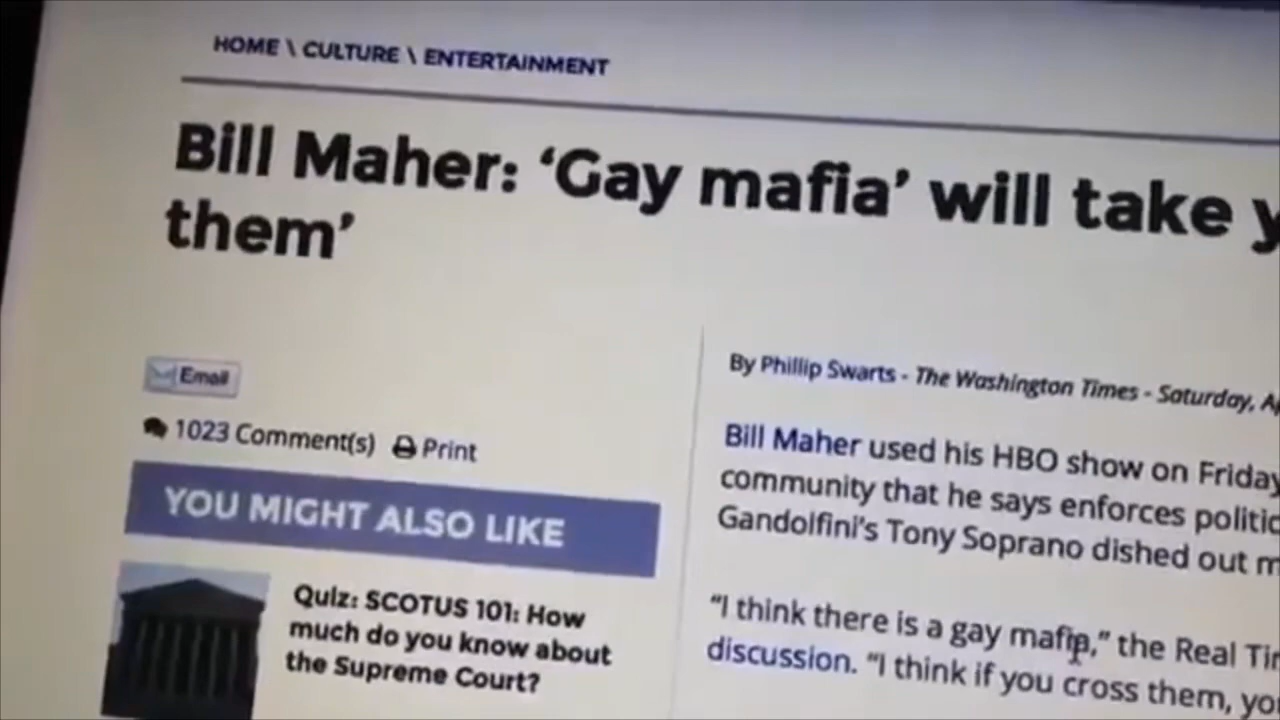 HOME \ CULTURE \ ENTERTAINMENT
Bill Maher: ‘Gay mafia’ will take
them’
Email
1023 Comment(s) Print
YOU MIGHT ALSO LIKE
Quiz: SCOTUS 101: How
much do you know about
the Supreme Court?
By Phillip Swarts - The Washington Times - Saturday,
Bill Maher used his HBO show on Friday
community that he says enforces
Gandolfini's Tony Soprano dished out
“I think there is a gay mafia,” the Real
discussion. “I think if you cross them,